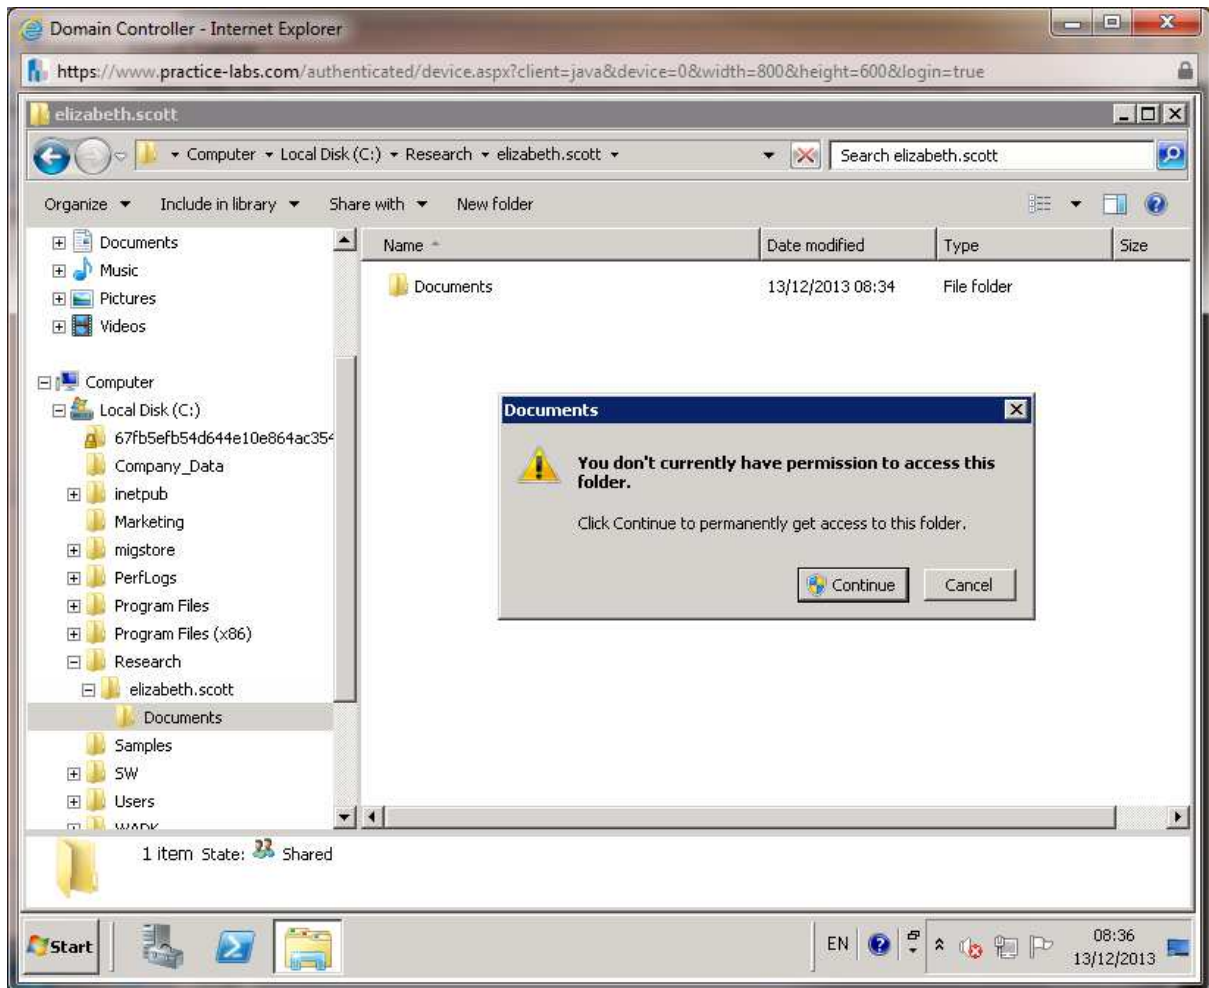 Domain Controller - Internet Explorer
https://www.practice-labs.com/authenticated/device.aspx?client=java&device=0&width=800&height=600&login=true
elizabeth.scott
Computer Local Disk (C:) Research elizabeth.scott
Search elizabeth.scott
Organize Include in library Share with New folder
Documents
Music
Pictures
Videos
Computer
Local Disk (C:)
67fb5efb54d644e10e864ac354
Company_Data
inetpub
Marketing
migstore
PerfLogs
Program Files
Program Files (x86)
Research
elizabeth.scott
Documents
Samples
SW
Users
WADK
Name Date modified Type Size
Documents 13/12/2013 08:34 File folder
Documents
You don't currently have permission to access this
folder.
Click Continue to permanently get access to this folder.
Continue Cancel
1 item State: Shared
Start
EN
08:36
13/12/2013